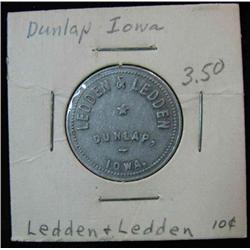 Dunlap Iowa
3.50
LEDDEN & LEDDEN
DUNLAP,
IOWA.
Ledden & Ledden 10¢